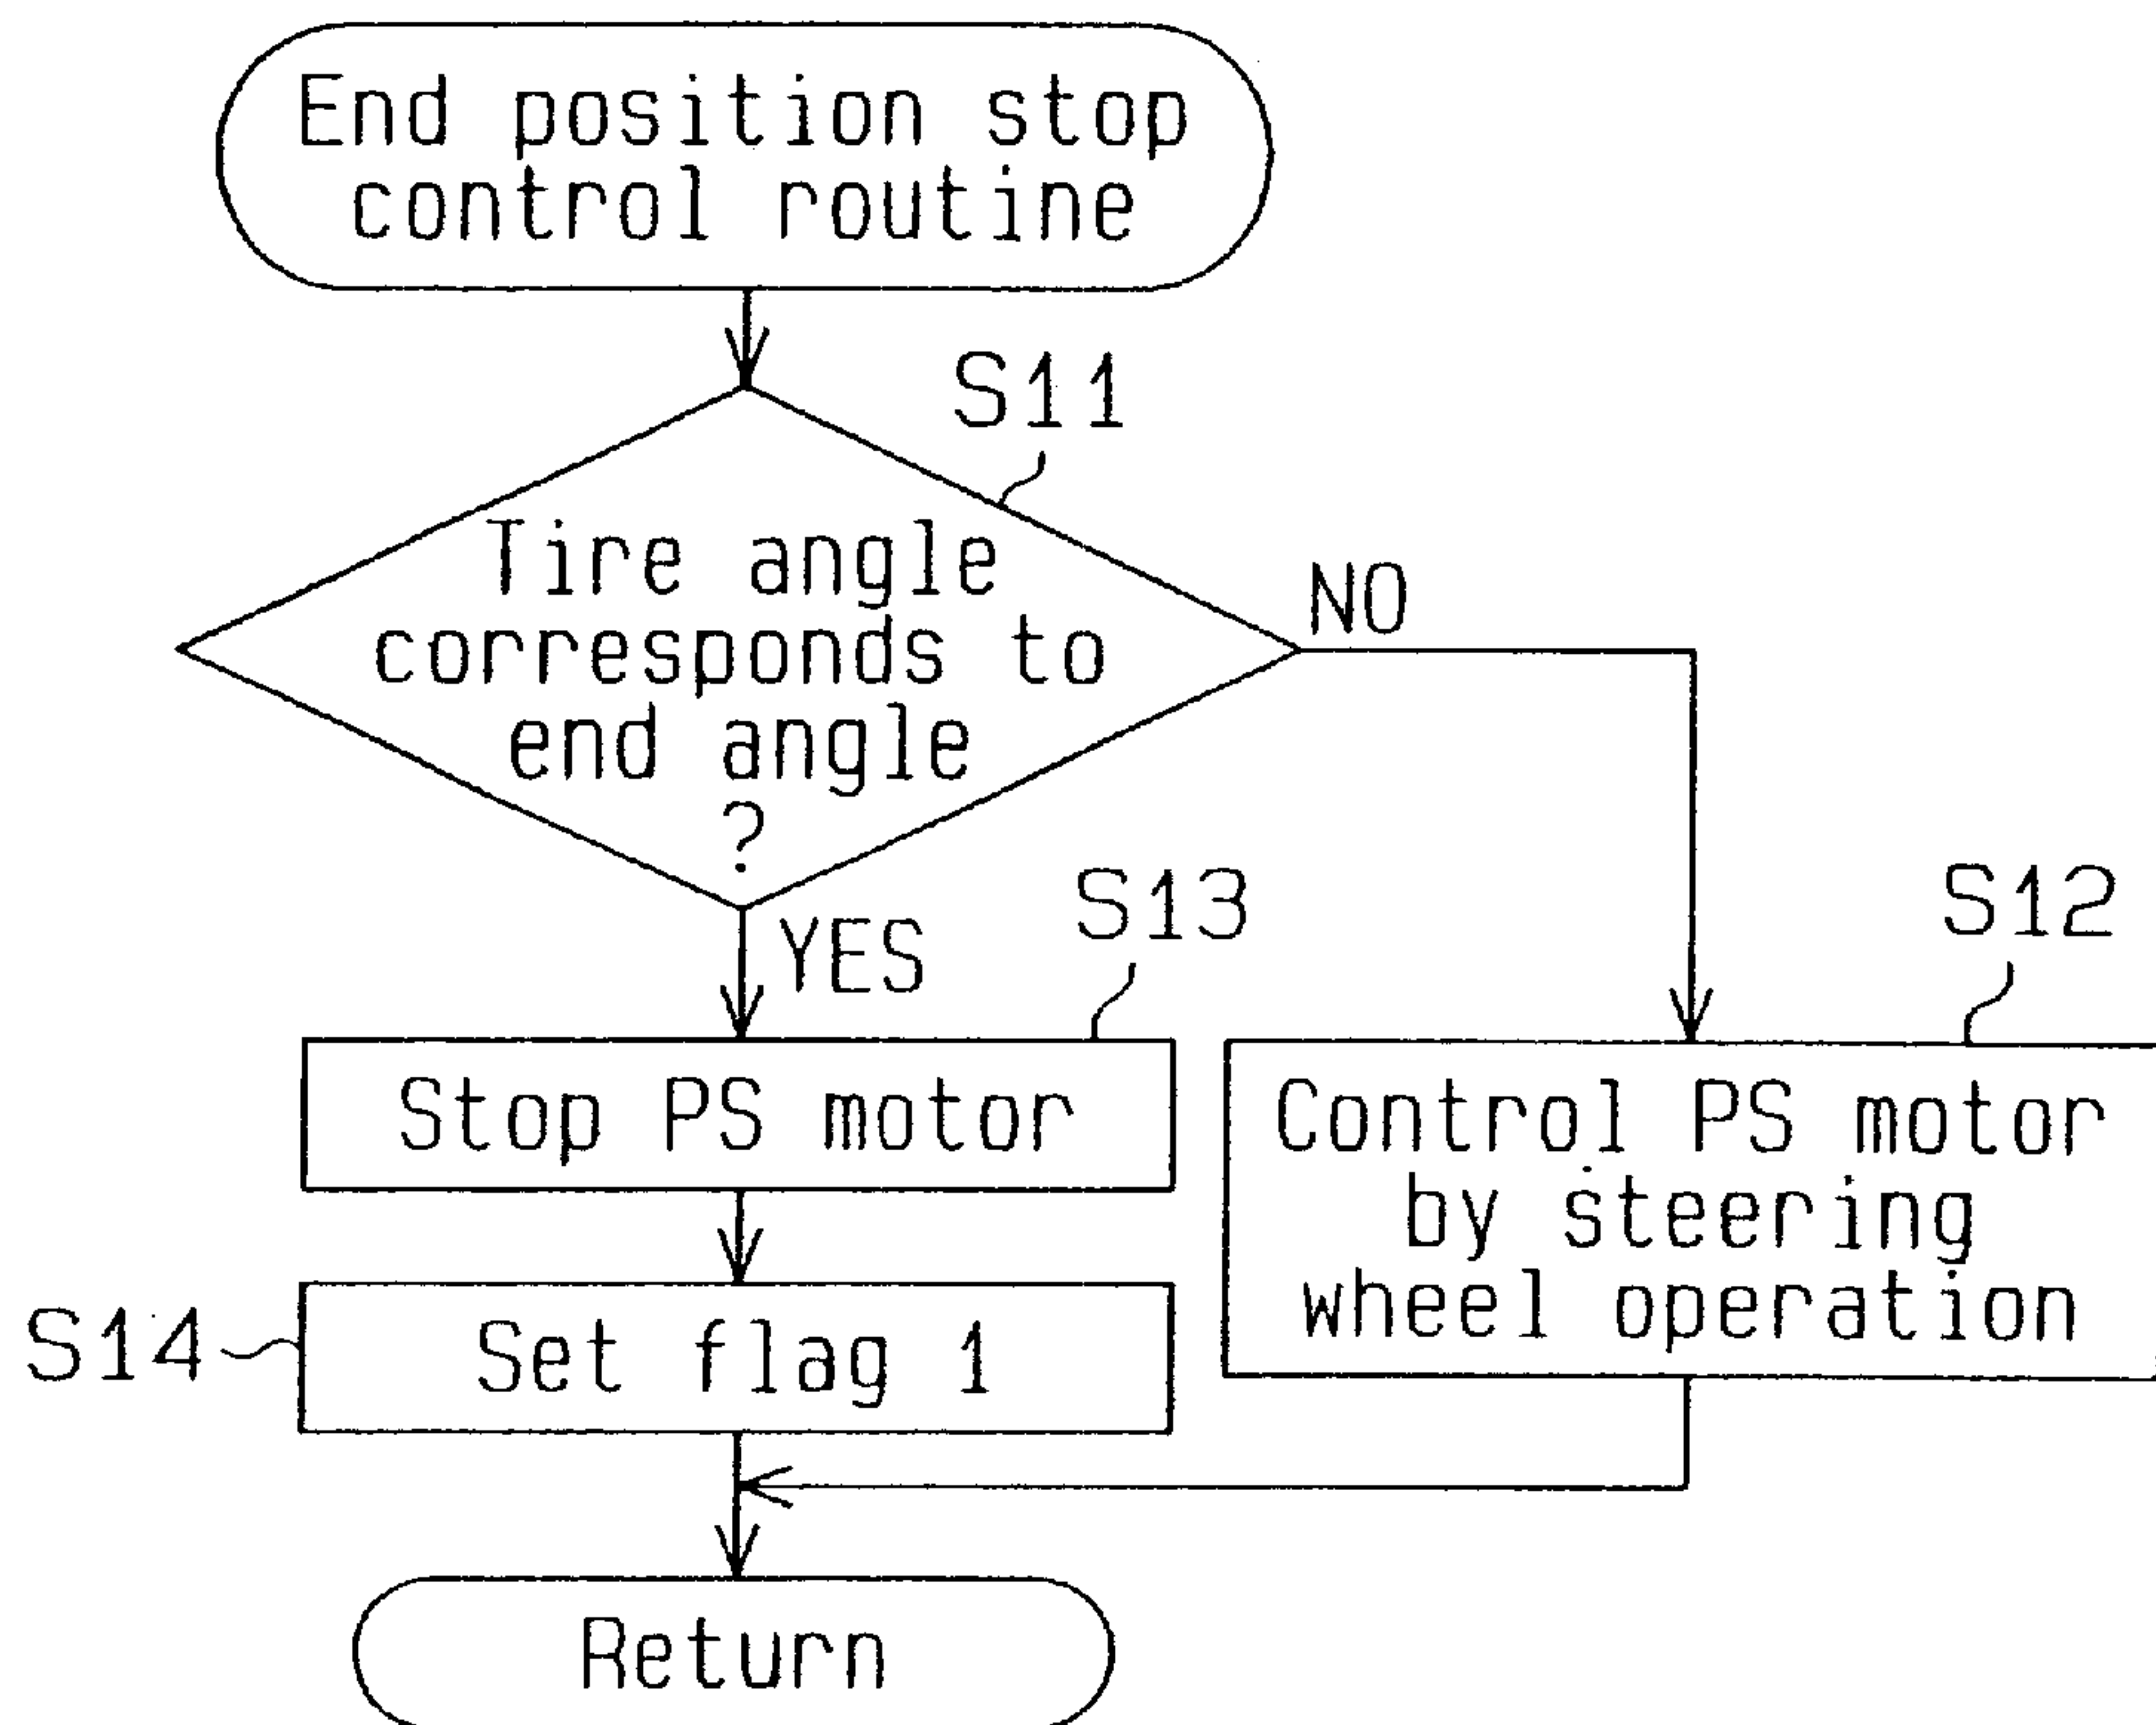 End position stop
control routine
S11
Tire angle
corresponds to
end angle
?
NO
YES
S13
S12
Stop PS motor
Control PS motor
by steering
wheel operation
S14
Set flag 1
Return